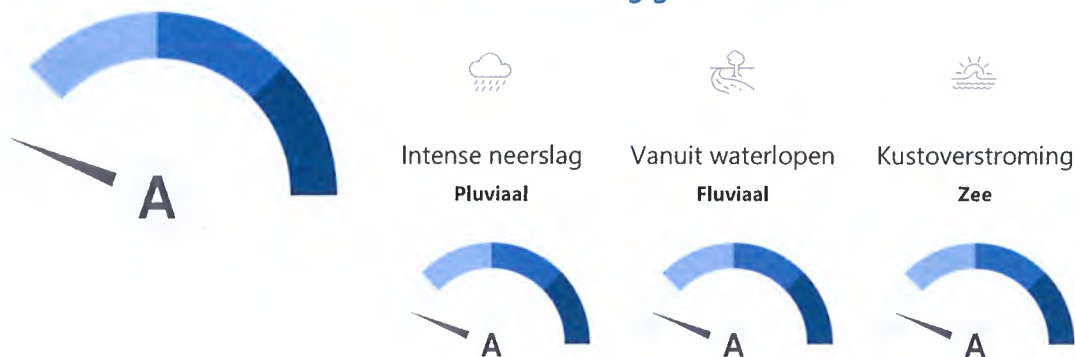 A
Intense neerslag
Pluviaal
A
Vanuit waterlopen
Fluviaal
A
Kustoverstroming
Zee
A